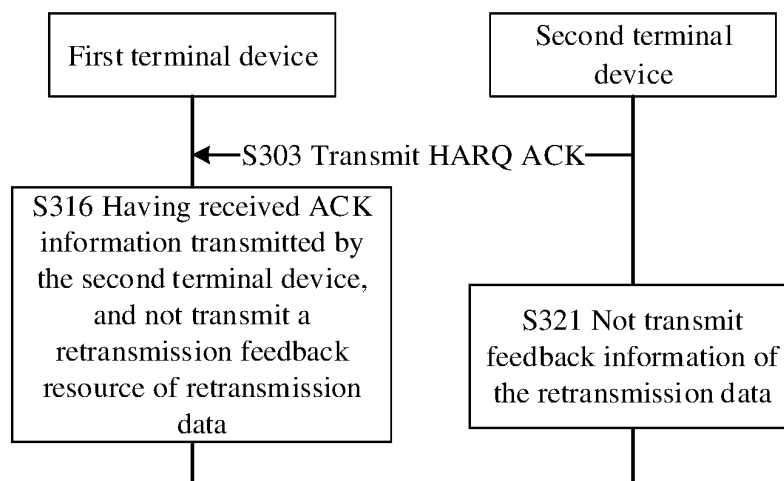 First terminal device
Second terminal
device
S303 Transmit HARQ ACK
S316 Having received ACK
information transmitted by
the second terminal device,
and not transmit a
retransmission feedback
resource of retransmission
data
S321 Not transmit
feedback information of
the retransmission data